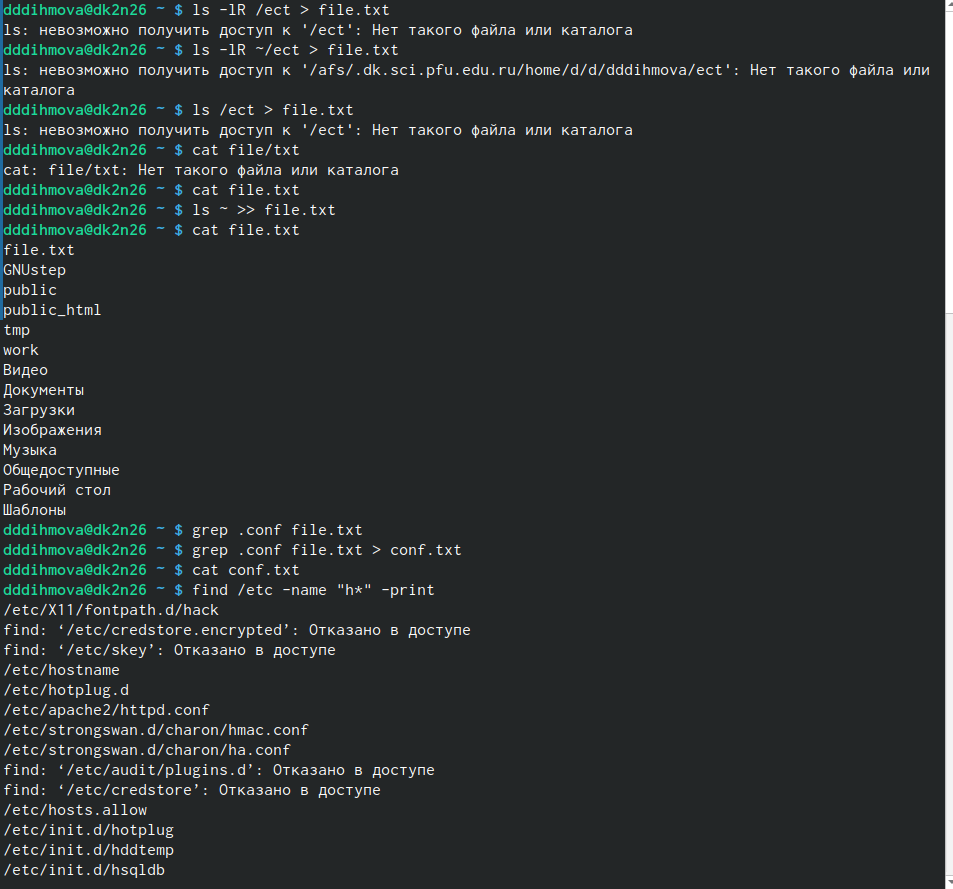 dddihmova@dk2n26 ~ $ ls -lR /ect > file.txt
ls: невозможно получить доступ к '/ect': Нет такого файла или каталога
dddihmova@dk2n26 ~ $ ls -lR ~/ect > file.txt
ls: невозможно получить доступ к '/afs/.dk.sci.pfu.edu.ru/home/d/d/dddihmova/ect': Нет такого файла или
каталога
dddihmova@dk2n26 ~ $ ls /ect > file.txt
ls: невозможно получить доступ к '/ect': Нет такого файла или каталога
dddihmova@dk2n26 ~ $ cat file/txt
cat: file/txt: Нет такого файла или каталога
dddihmova@dk2n26 ~ $ cat file.txt
dddihmova@dk2n26 ~ $ ls ~ >> file.txt
dddihmova@dk2n26 ~ $ cat file.txt
file.txt
GNUstep
public
public_html
tmp
work
Видео
Документы
Загрузки
Изображения
Музыка
Общедоступные
Рабочий стол
Шаблоны
dddihmova@dk2n26 ~ $ grep .conf file.txt
dddihmova@dk2n26 ~ $ grep .conf file.txt > conf.txt
dddihmova@dk2n26 ~ $ cat conf.txt
dddihmova@dk2n26 ~ $ find /etc -name "h*" -print
/etc/X11/fontpath.d/hack
find: ‘/etc/credstore.encrypted’: Отказано в доступе
find: ‘/etc/skey’: Отказано в доступе
/etc/hostname
/etc/hotplug.d
/etc/apache2/httpd.conf
/etc/strongswan.d/charon/hmac.conf
/etc/strongswan.d/charon/ha.conf
find: ‘/etc/audit/plugins.d’: Отказано в доступе
find: ‘/etc/credstore’: Отказано в доступе
/etc/hosts.allow
/etc/init.d/hotplug
/etc/init.d/hddtemp
/etc/init.d/hsqldb